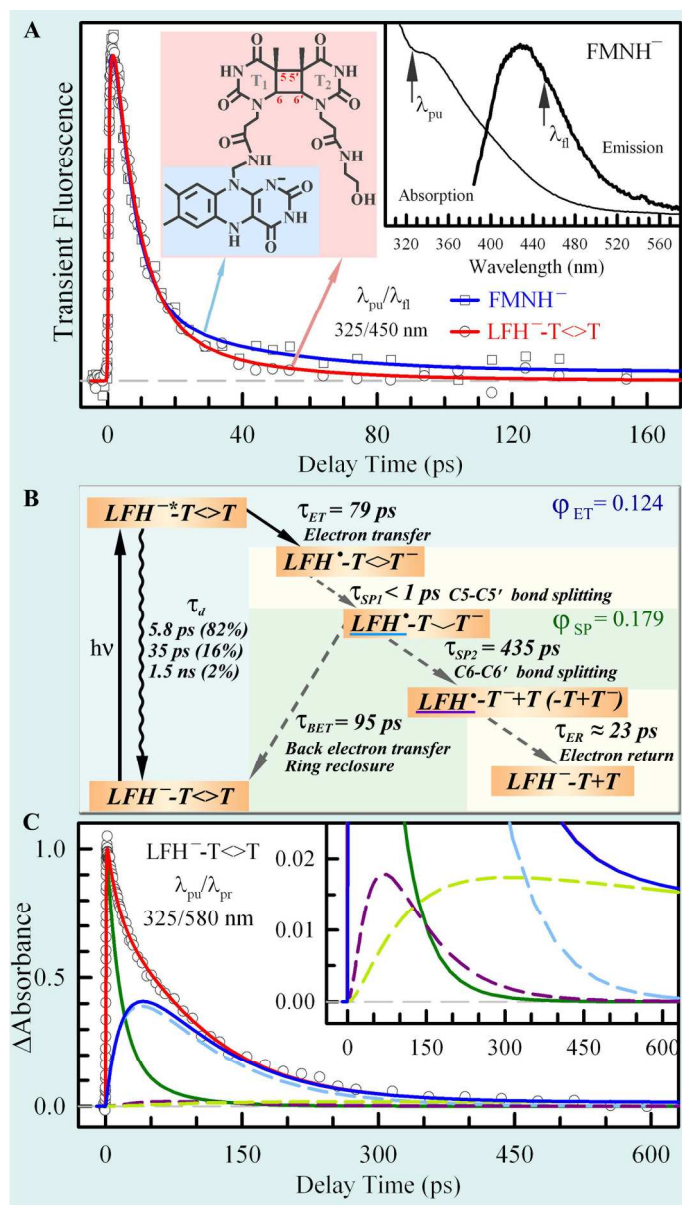 A
Transient Fluorescence
O
O
HN
T₁
5
5′
T₂
NH
O
N
6
6′
N
O
O
NH
O
HN
OH
N
N⁻
O
N
H
NH
O
FMNH⁻
λpu
λfl
Absorption
Emission
320 360 400 440 480 520 560
Wavelength (nm)
λpu/λfl
325/450 nm
FMNH⁻
LFH⁻-T<>T
0 40 80 120 160
Delay Time (ps)
B
LFH⁻*-T<>T
τET = 79 ps
Electron transfer
φET = 0.124
LFH•-T<>T⁻
τSP1 < 1 ps C5-C5′ bond splitting
hν
τd
5.8 ps (82%)
35 ps (16%)
1.5 ns (2%)
LFH•-T﹀T⁻
φSP = 0.179
τSP2 = 435 ps
C6-C6′ bond splitting
LFH•-T⁻+T (-T+T⁻)
τBET = 95 ps
Back electron transfer
Ring reclosure
τER ≈ 23 ps
Electron return
LFH⁻-T<>T
LFH⁻-T+T
C
ΔAbsorbance
1.0
0.5
0.0
LFH⁻-T<>T
λpu/λpr
325/580 nm
0.02
0.01
0.00
0 150 300 450 600
0 150 300 450 600
Delay Time (ps)